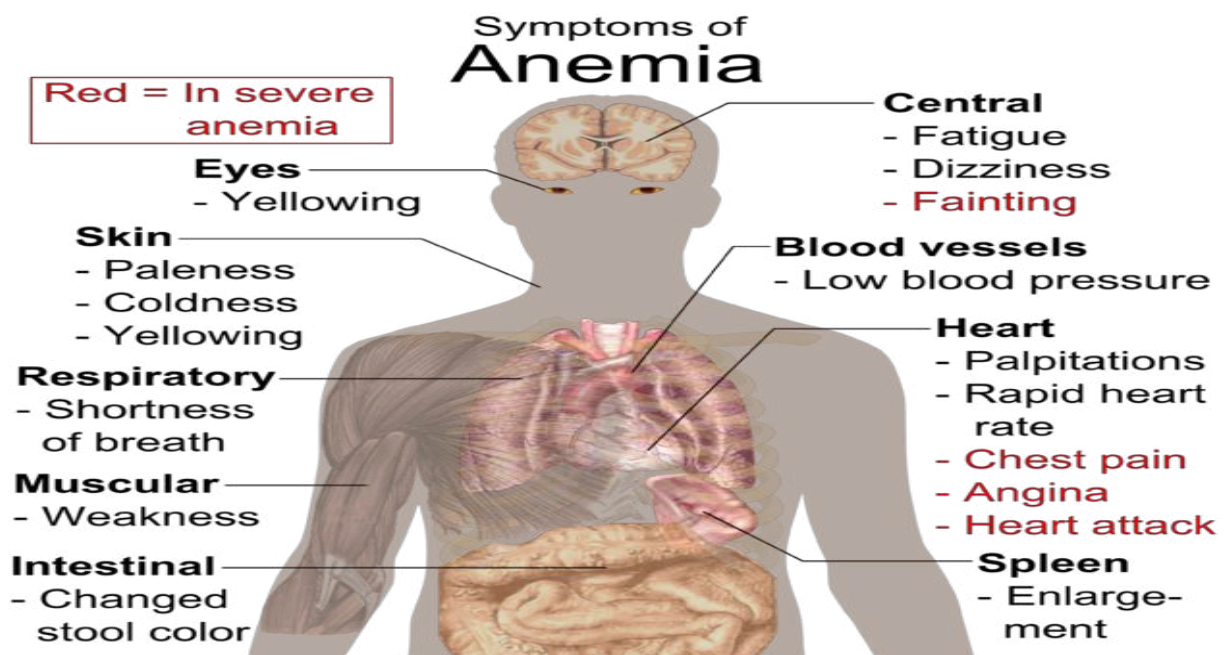 Symptoms of
Anemia
Red = In severe
anemia
Eyes
- Yellowing
Skin
- Paleness
- Coldness
- Yellowing
Respiratory
- Shortness
of breath
Muscular
- Weakness
Intestinal
- Changed
stool color
Central
- Fatigue
- Dizziness
- Fainting
Blood vessels
- Low blood pressure
Heart
- Palpitations
- Rapid heart
rate
- Chest pain
- Angina
- Heart attack
Spleen
- Enlarge-
ment